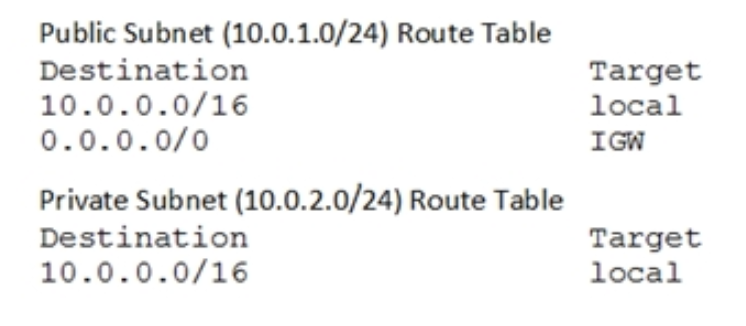 Public Subnet (10.0.1.0/24) Route Table
Destination Target
10.0.0.0/16 local
0.0.0.0/0 IGW
Private Subnet (10.0.2.0/24) Route Table
Destination Target
10.0.0.0/16 local